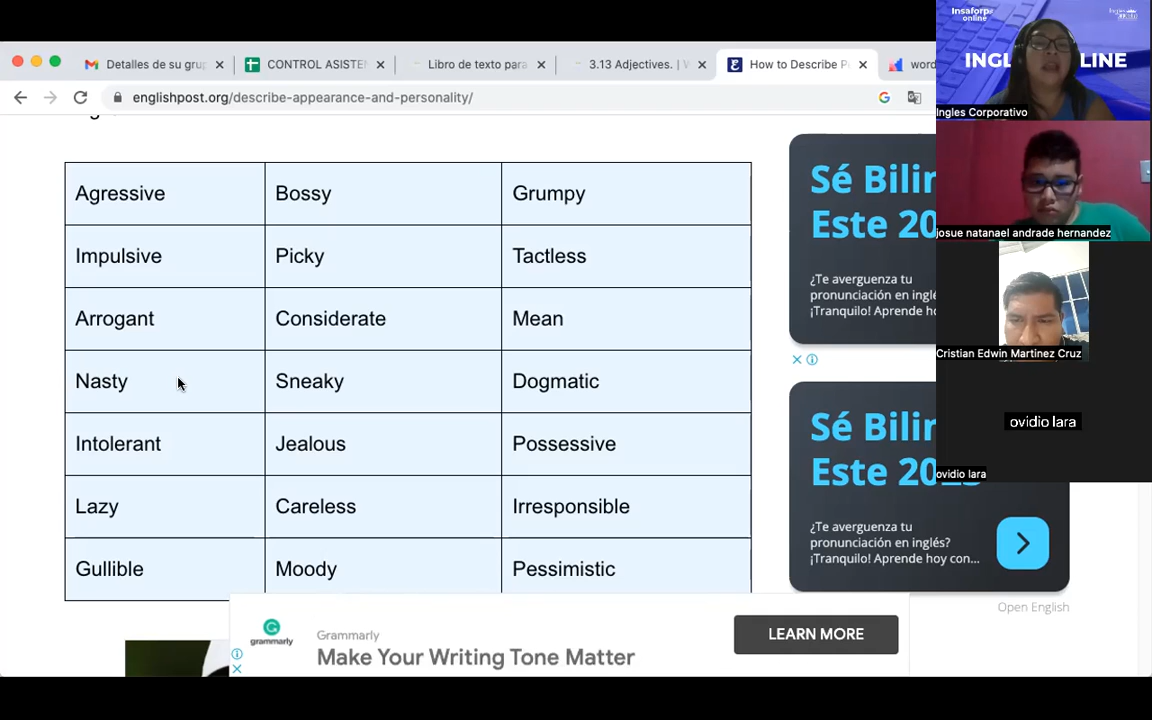 Detalles de su gru
CONTROL ASISTE
Libro de texto para
3.13 Adjectives. | W
How to Describe P
word
englishpost.org/describe-appearance-and-personality/
Agressive Bossy Grumpy
Impulsive Picky Tactless
Arrogant Considerate Mean
Nasty Sneaky Dogmatic
Intolerant Jealous Possessive
Lazy Careless Irresponsible
Gullible Moody Pessimistic
Sé Bilin
Este 20
¿Te averguenza tu
pronunciación en inglé
¡Tranquilo! Aprende ho
Sé Bilin
Este 20
¿Te averguenza tu
pronunciación en inglés?
¡Tranquilo! Aprende hoy con...
Open English
grammarly
Grammarly
Make Your Writing Tone Matter
LEARN MORE
Insaforp
online
INGL LINE
Ingles Corporativo
josue natanael andrade hernandez
Cristian Edwin Martinez Cruz
ovidio lara
ovidio lara